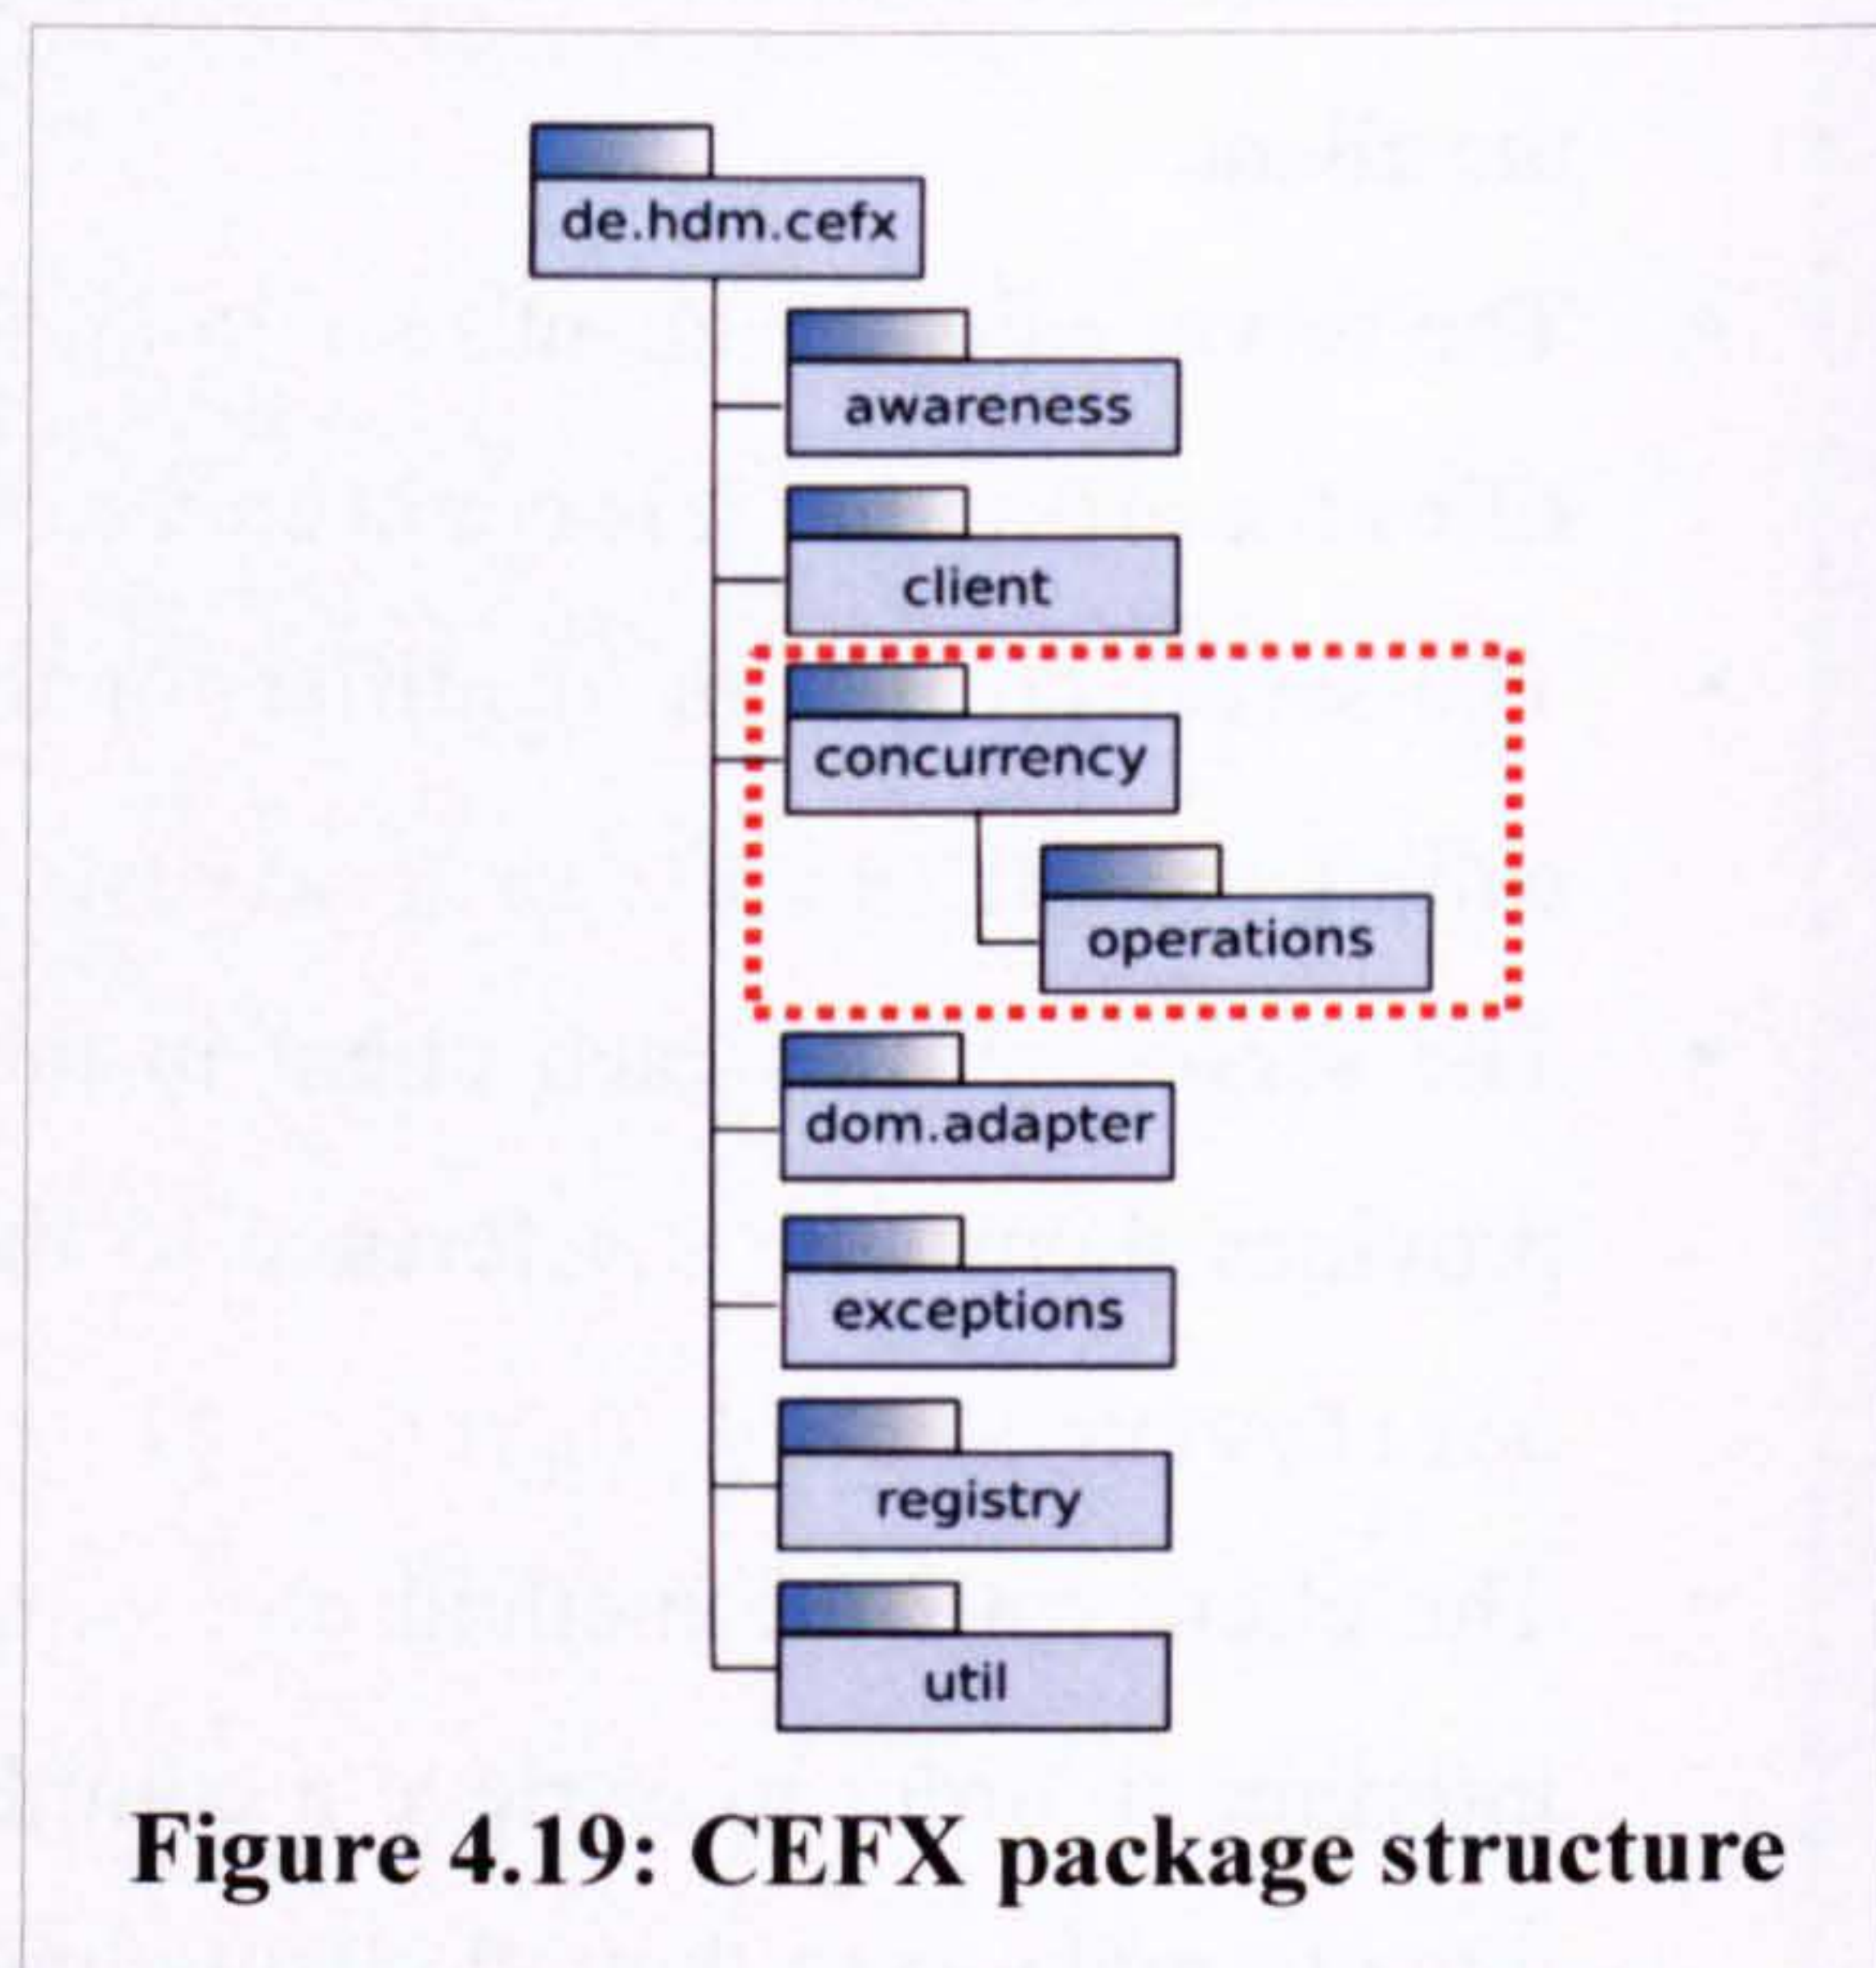 de.hdm.cefx
awareness
client
concurrency
operations
dom.adapter
exceptions
registry
util
Figure 4.19: CEFX package structure